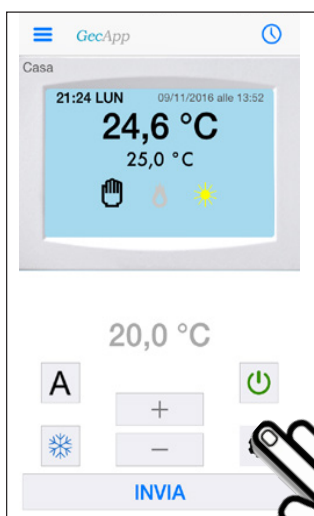 GecApp
Casa
21:24 LUN 09/11/2016 alle 13:52
24,6 °C
25,0 °C
20,0 °C
A
+
−
INVIA